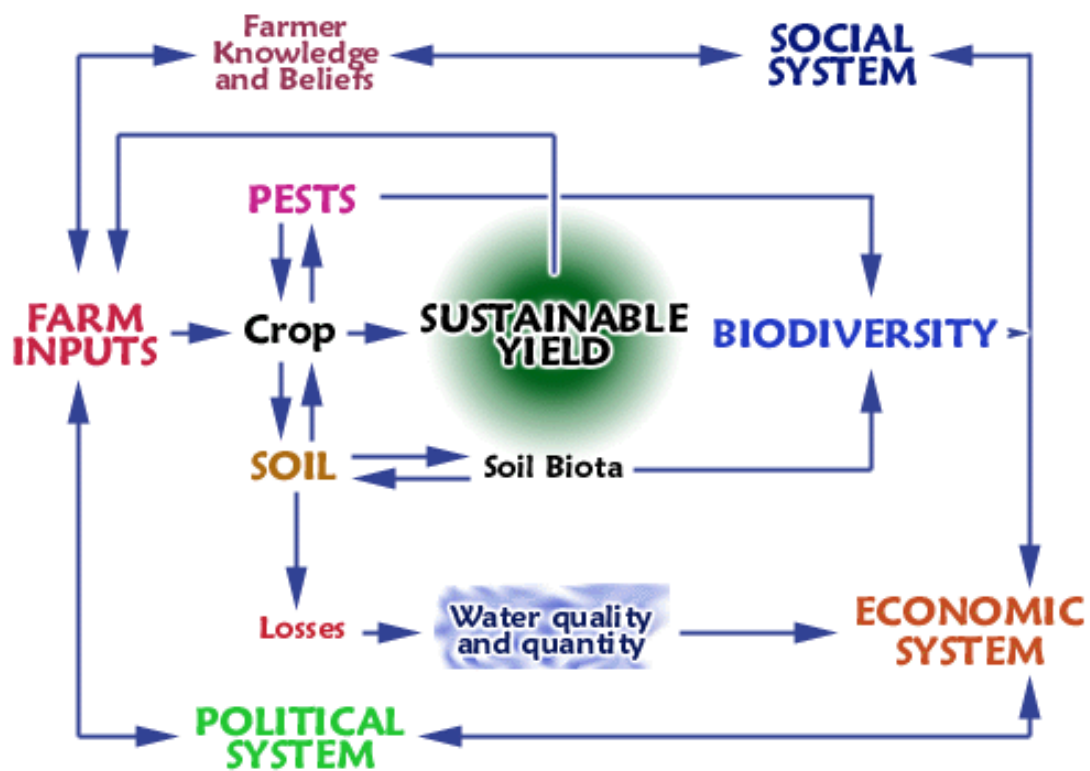 Farmer
Knowledge
and Beliefs
SOCIAL
SYSTEM
PESTS
FARM
INPUTS
Crop
SUSTAINABLE
YIELD
BIODIVERSITY
SOIL
Soil Biota
Losses
Water quality
and quantity
ECONOMIC
SYSTEM
POLITICAL
SYSTEM